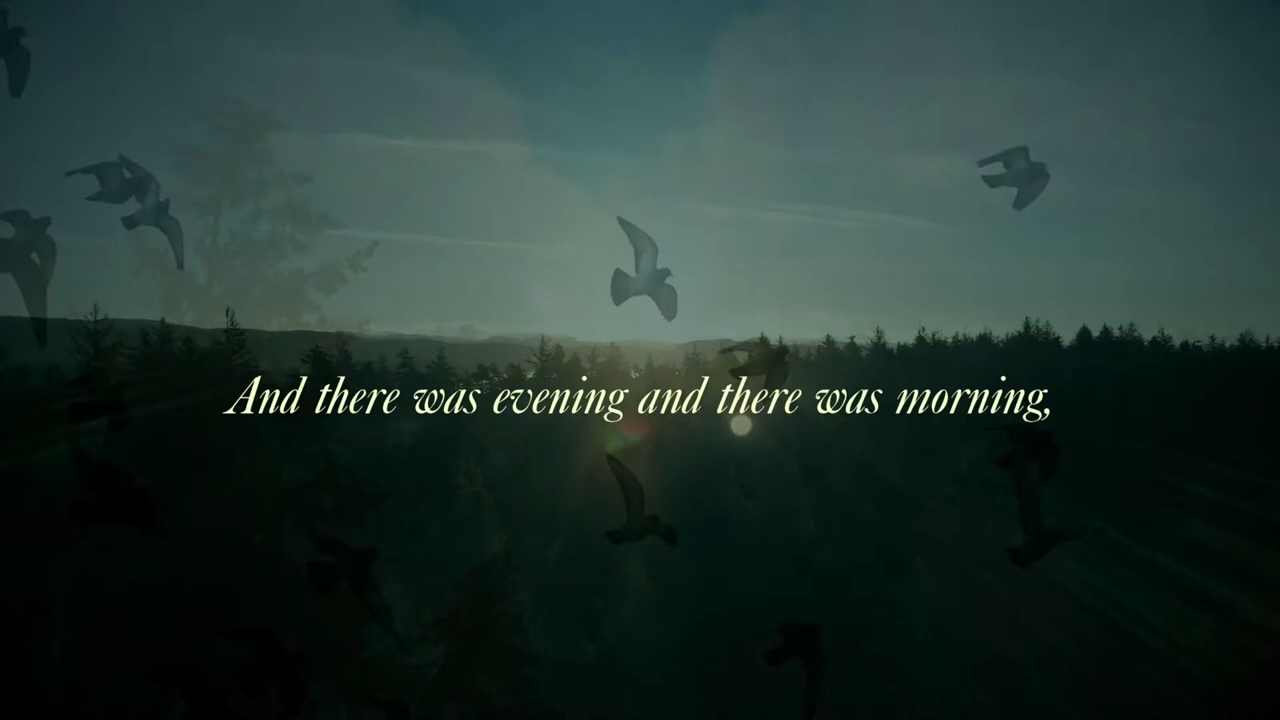 And there was evening and there was morning,